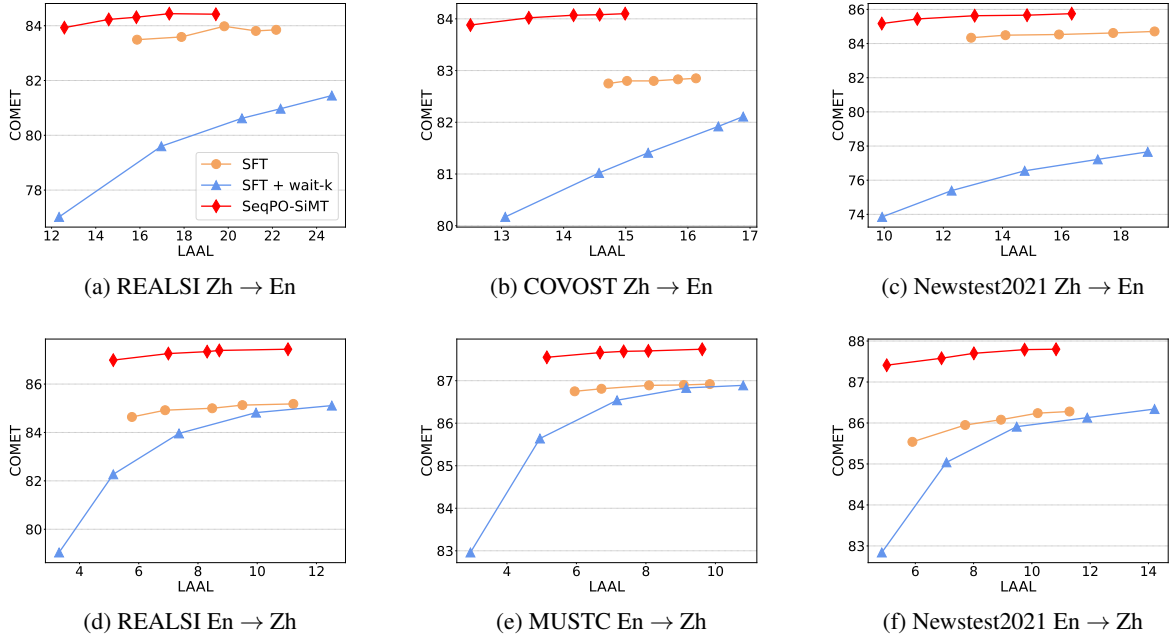 84
82
80
78
COMET
12 14 16 18 20 22 24
LAAL
SFT
SFT + wait-k
SeqPO-SiMT
(a) REALSI Zh → En
84
83
82
81
80
COMET
13 14 15 16 17
LAAL
(b) COVOST Zh → En
86
84
82
80
78
76
74
COMET
10 12 14 16 18
LAAL
(c) Newstest2021 Zh → En
86
84
82
80
COMET
4 6 8 10 12
LAAL
(d) REALSI En → Zh
87
86
85
84
83
COMET
4 6 8 10
LAAL
(e) MUSTC En → Zh
88
87
86
85
84
83
COMET
6 8 10 12 14
LAAL
(f) Newstest2021 En → Zh